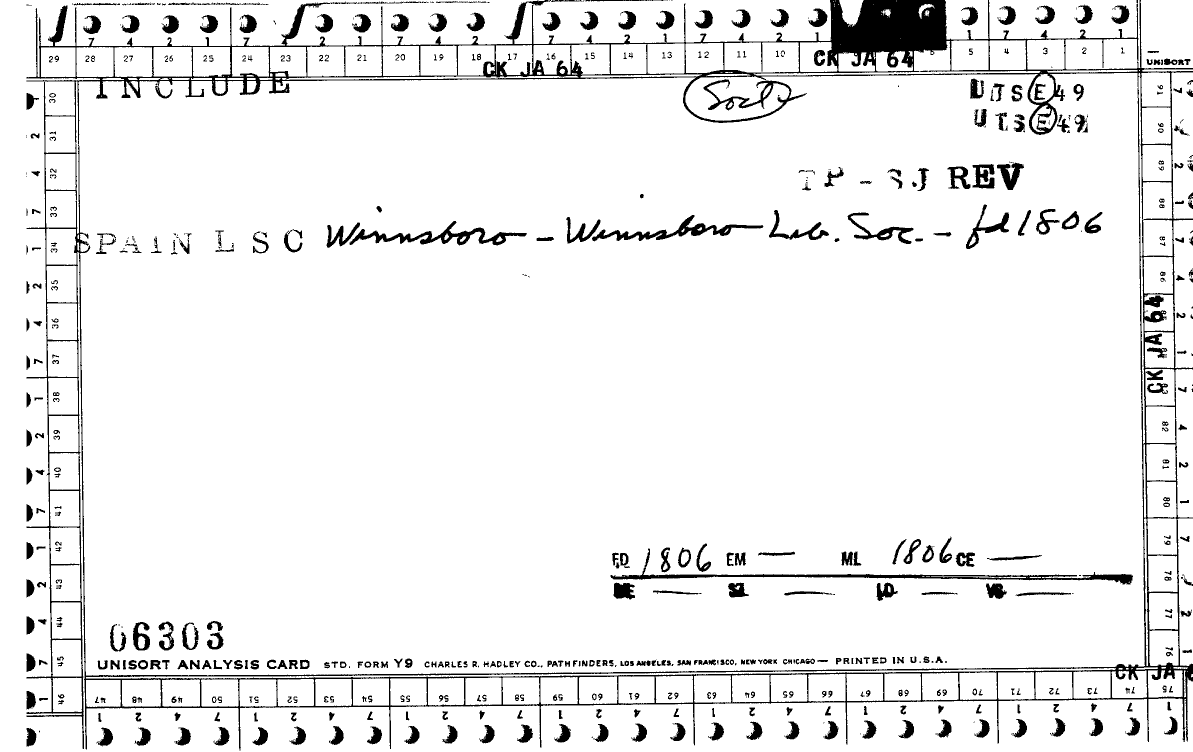 7 4 2 1 7 4 2 1 7 4 2 1 7 4 2 1 7 4 2 1 1 7 4 2 1
29 28 27 26 25 24 23 22 21 20 19 18 17 16 15 14 13 12 11 10 5 4 3 2 1
CK JA 64 CK JA 64
UNISORT
INCLUDE
UTS E 49
UTS E 49
TP - SJ REV
SPAIN L S C Winnsboro - Winnsboro Lib. Soc. - fd 1806
CK JA 64
FD 1806 EM — ML 1806 CE —
ME — SZ — LD — VS —
06303
UNISORT ANALYSIS CARD STD. FORM Y9 CHARLES R. HADLEY CO., PATHFINDERS, LOS ANGELES, SAN FRANCISCO, NEW YORK CHICAGO — PRINTED IN U.S.A.
CK JA 6
30 31 32 33 34 35 36 37 38 39 40 41 42 43 44 45 46
47 48 49 50 51 52 53 54 55 56 57 58 59 60 61 62 63 64 65 66 67 68 69 70 71 72 73 74 75
1 2 4 7 1 2 4 7 1 2 4 7 1 2 4 7 1 2 4 7 1 2 4 7 1 2 4 7 1